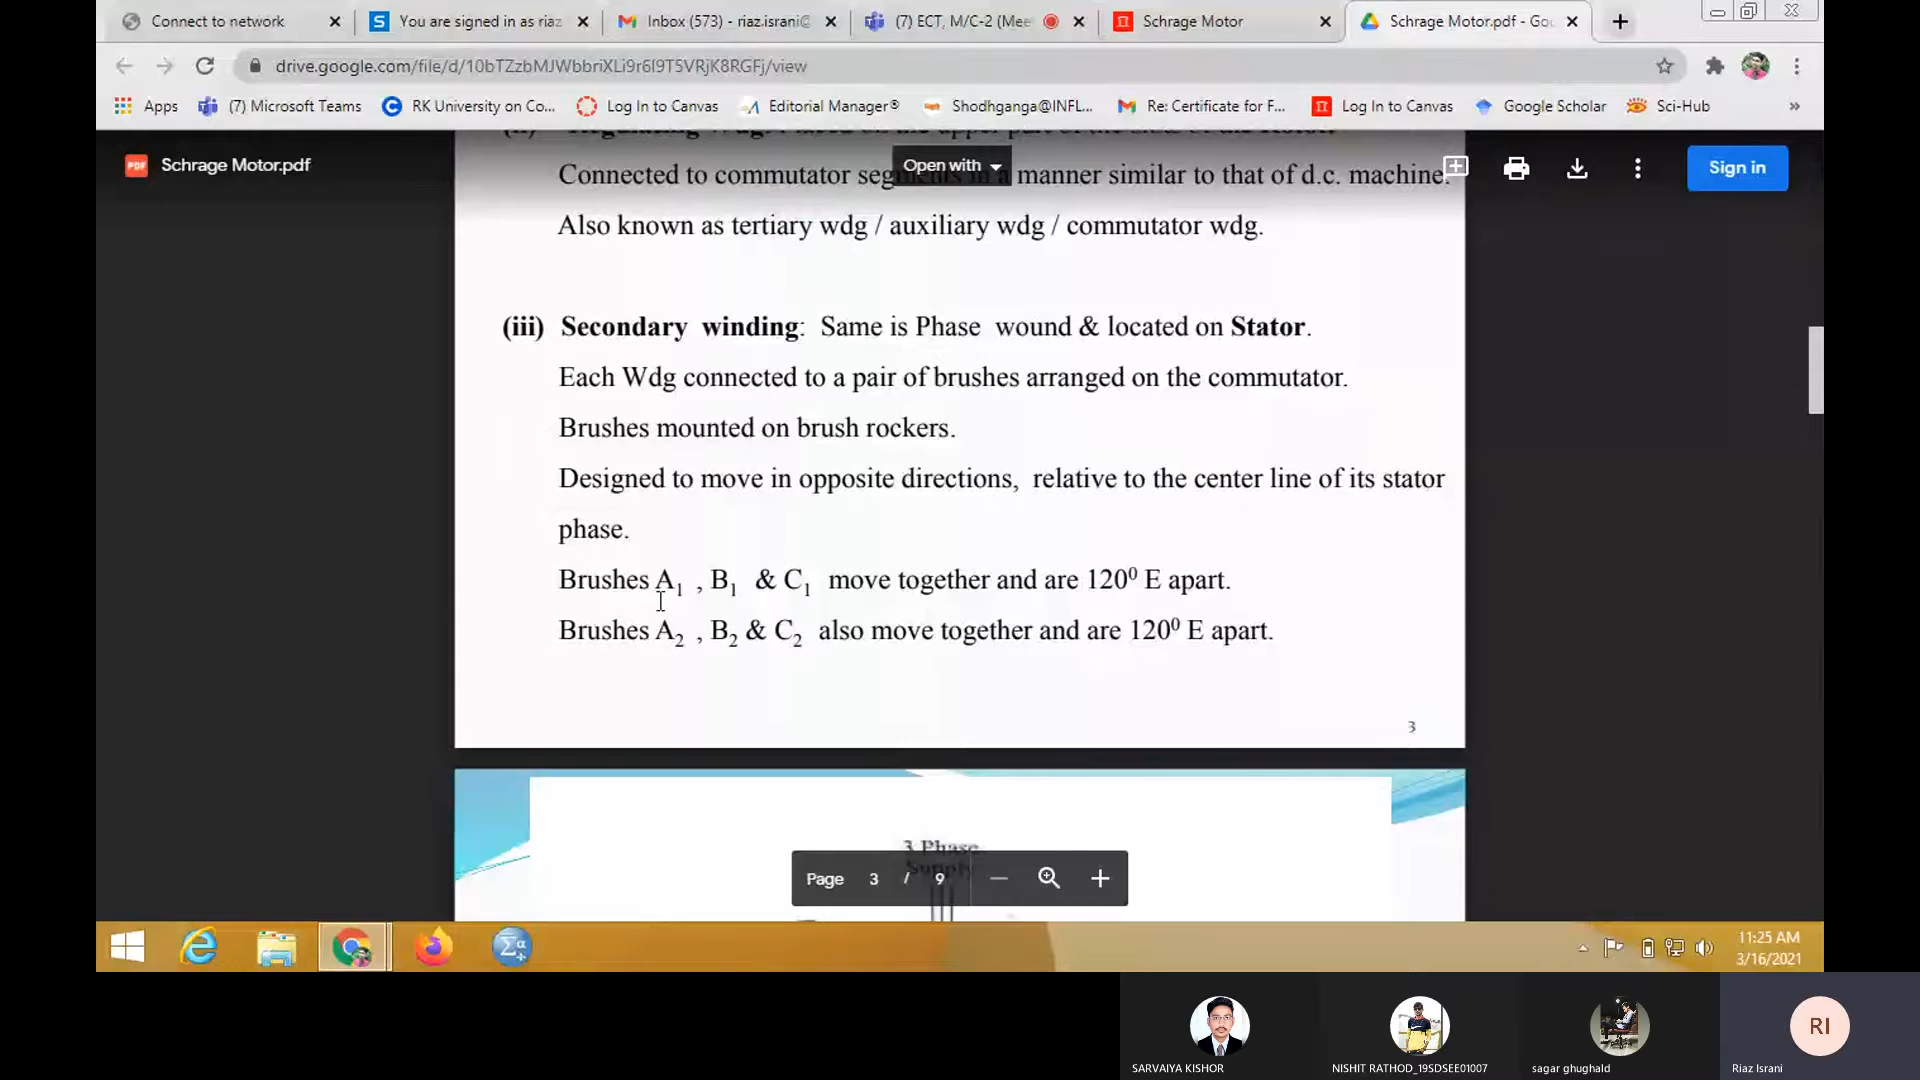 Connect to network
You are signed in as riaz
Inbox (573) - riaz.israni@
(7) ECT, M/C-2 (Mee
Schrage Motor
Schrage Motor.pdf - Goo
drive.google.com/file/d/10bTZzbMJWbbriXLi9r6l9T5VRjK8RGFj/view
Apps
(7) Microsoft Teams
RK University on Co...
Log In to Canvas
Editorial Manager®
Shodhganga@INFL...
Re: Certificate for F...
Log In to Canvas
Google Scholar
Sci-Hub
»
PDF
Schrage Motor.pdf
Open with
Sign in
Connected to commutator segments in a manner similar to that of d.c. machine.
Also known as tertiary wdg / auxiliary wdg / commutator wdg.
(iii) Secondary winding: Same is Phase wound & located on Stator.
Each Wdg connected to a pair of brushes arranged on the commutator.
Brushes mounted on brush rockers.
Designed to move in opposite directions, relative to the center line of its stator
phase.
Brushes A₁ , B₁ & C₁ move together and are 120⁰ E apart.
Brushes A₂ , B₂ & C₂ also move together and are 120⁰ E apart.
3
3 Phase
Supply
Page 3 / 9
11:25 AM
3/16/2021
RI
SARVAIYA KISHOR
NISHIT RATHOD_19SDSEE01007
sagar ghughald
Riaz Israni